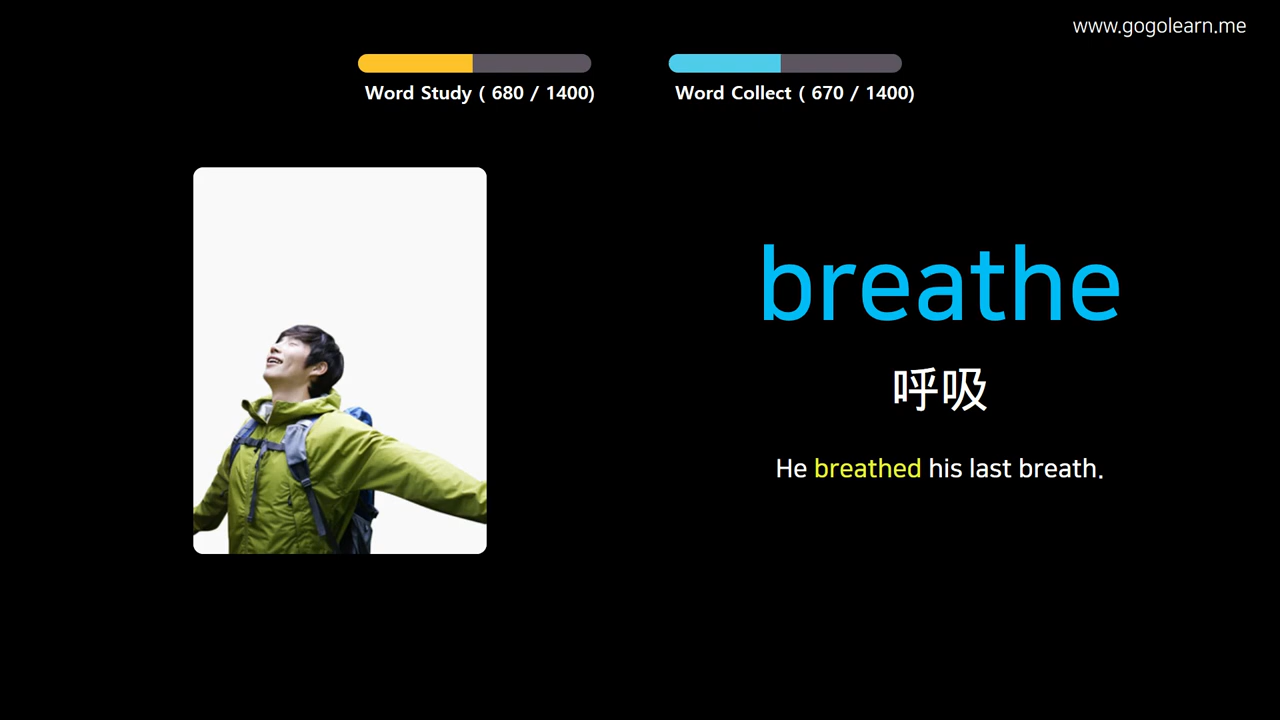 www.gogolearn.me
Word Study ( 680 / 1400)
Word Collect ( 670 / 1400)
breathe
呼吸
He breathed his last breath.